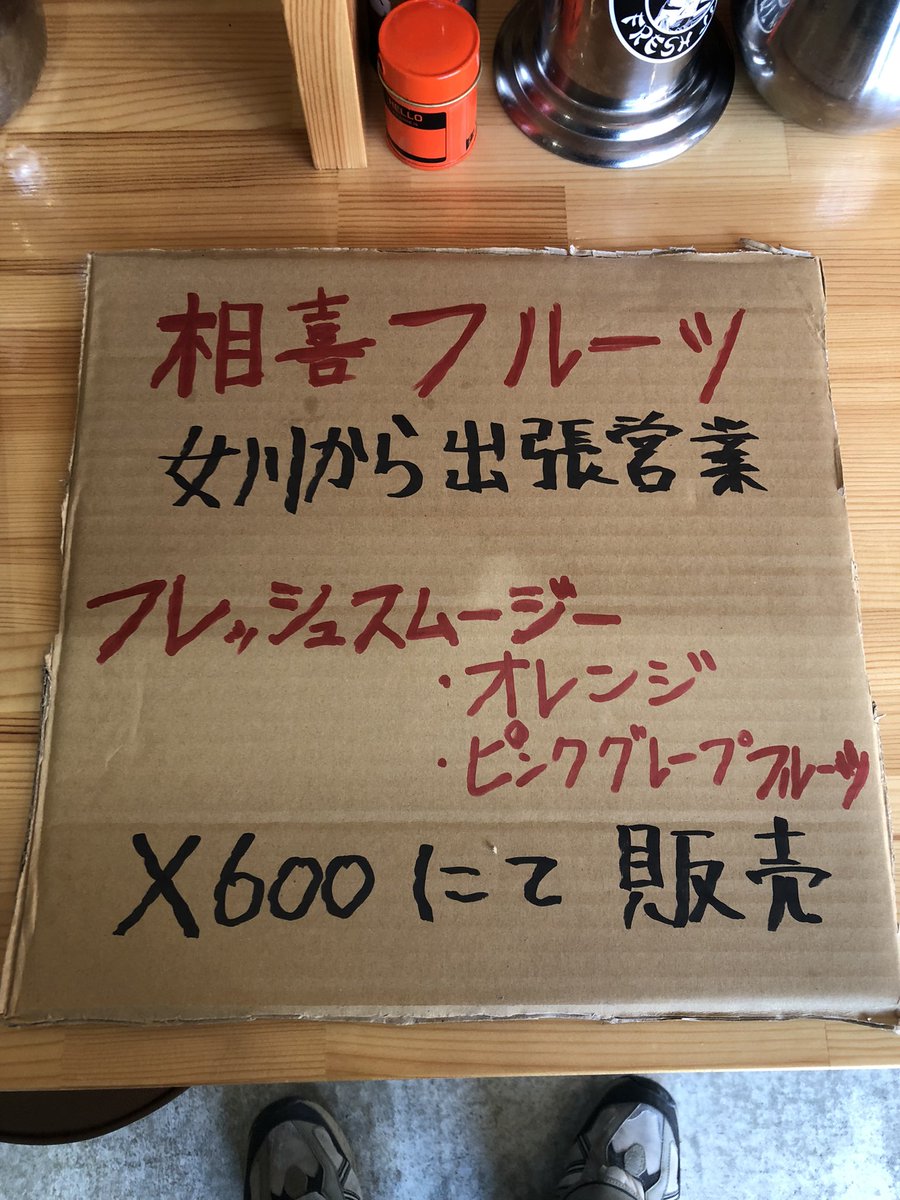 HELLO
FRESH
相喜フルーツ
女川から出張営業
フレッシュスムージー
・オレンジ
・ピンクグレープフルーツ
X600にて販売